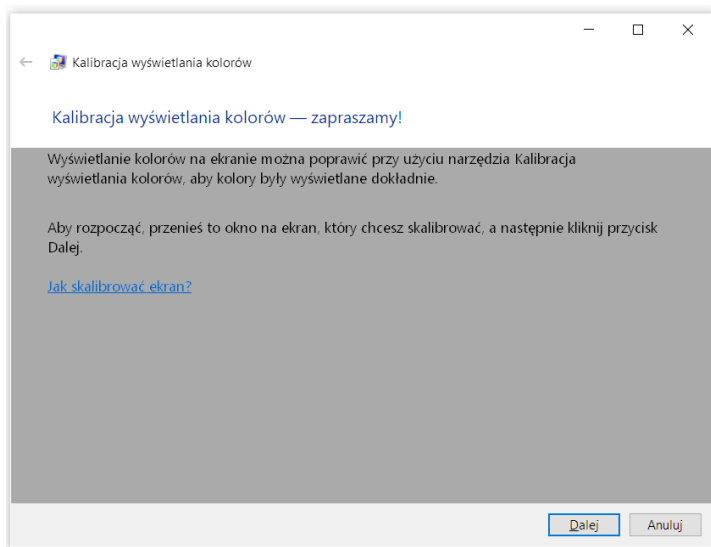 Kalibracja wyświetlania kolorów
Kalibracja wyświetlania kolorów — zapraszamy!
Wyświetlanie kolorów na ekranie można poprawić przy użyciu narzędzia Kalibracja
wyświetlania kolorów, aby kolory były wyświetlane dokładnie.
Aby rozpocząć, przenieś to okno na ekran, który chcesz skalibrować, a następnie kliknij przycisk
Dalej.
Jak skalibrować ekran?
Dalej Anuluj